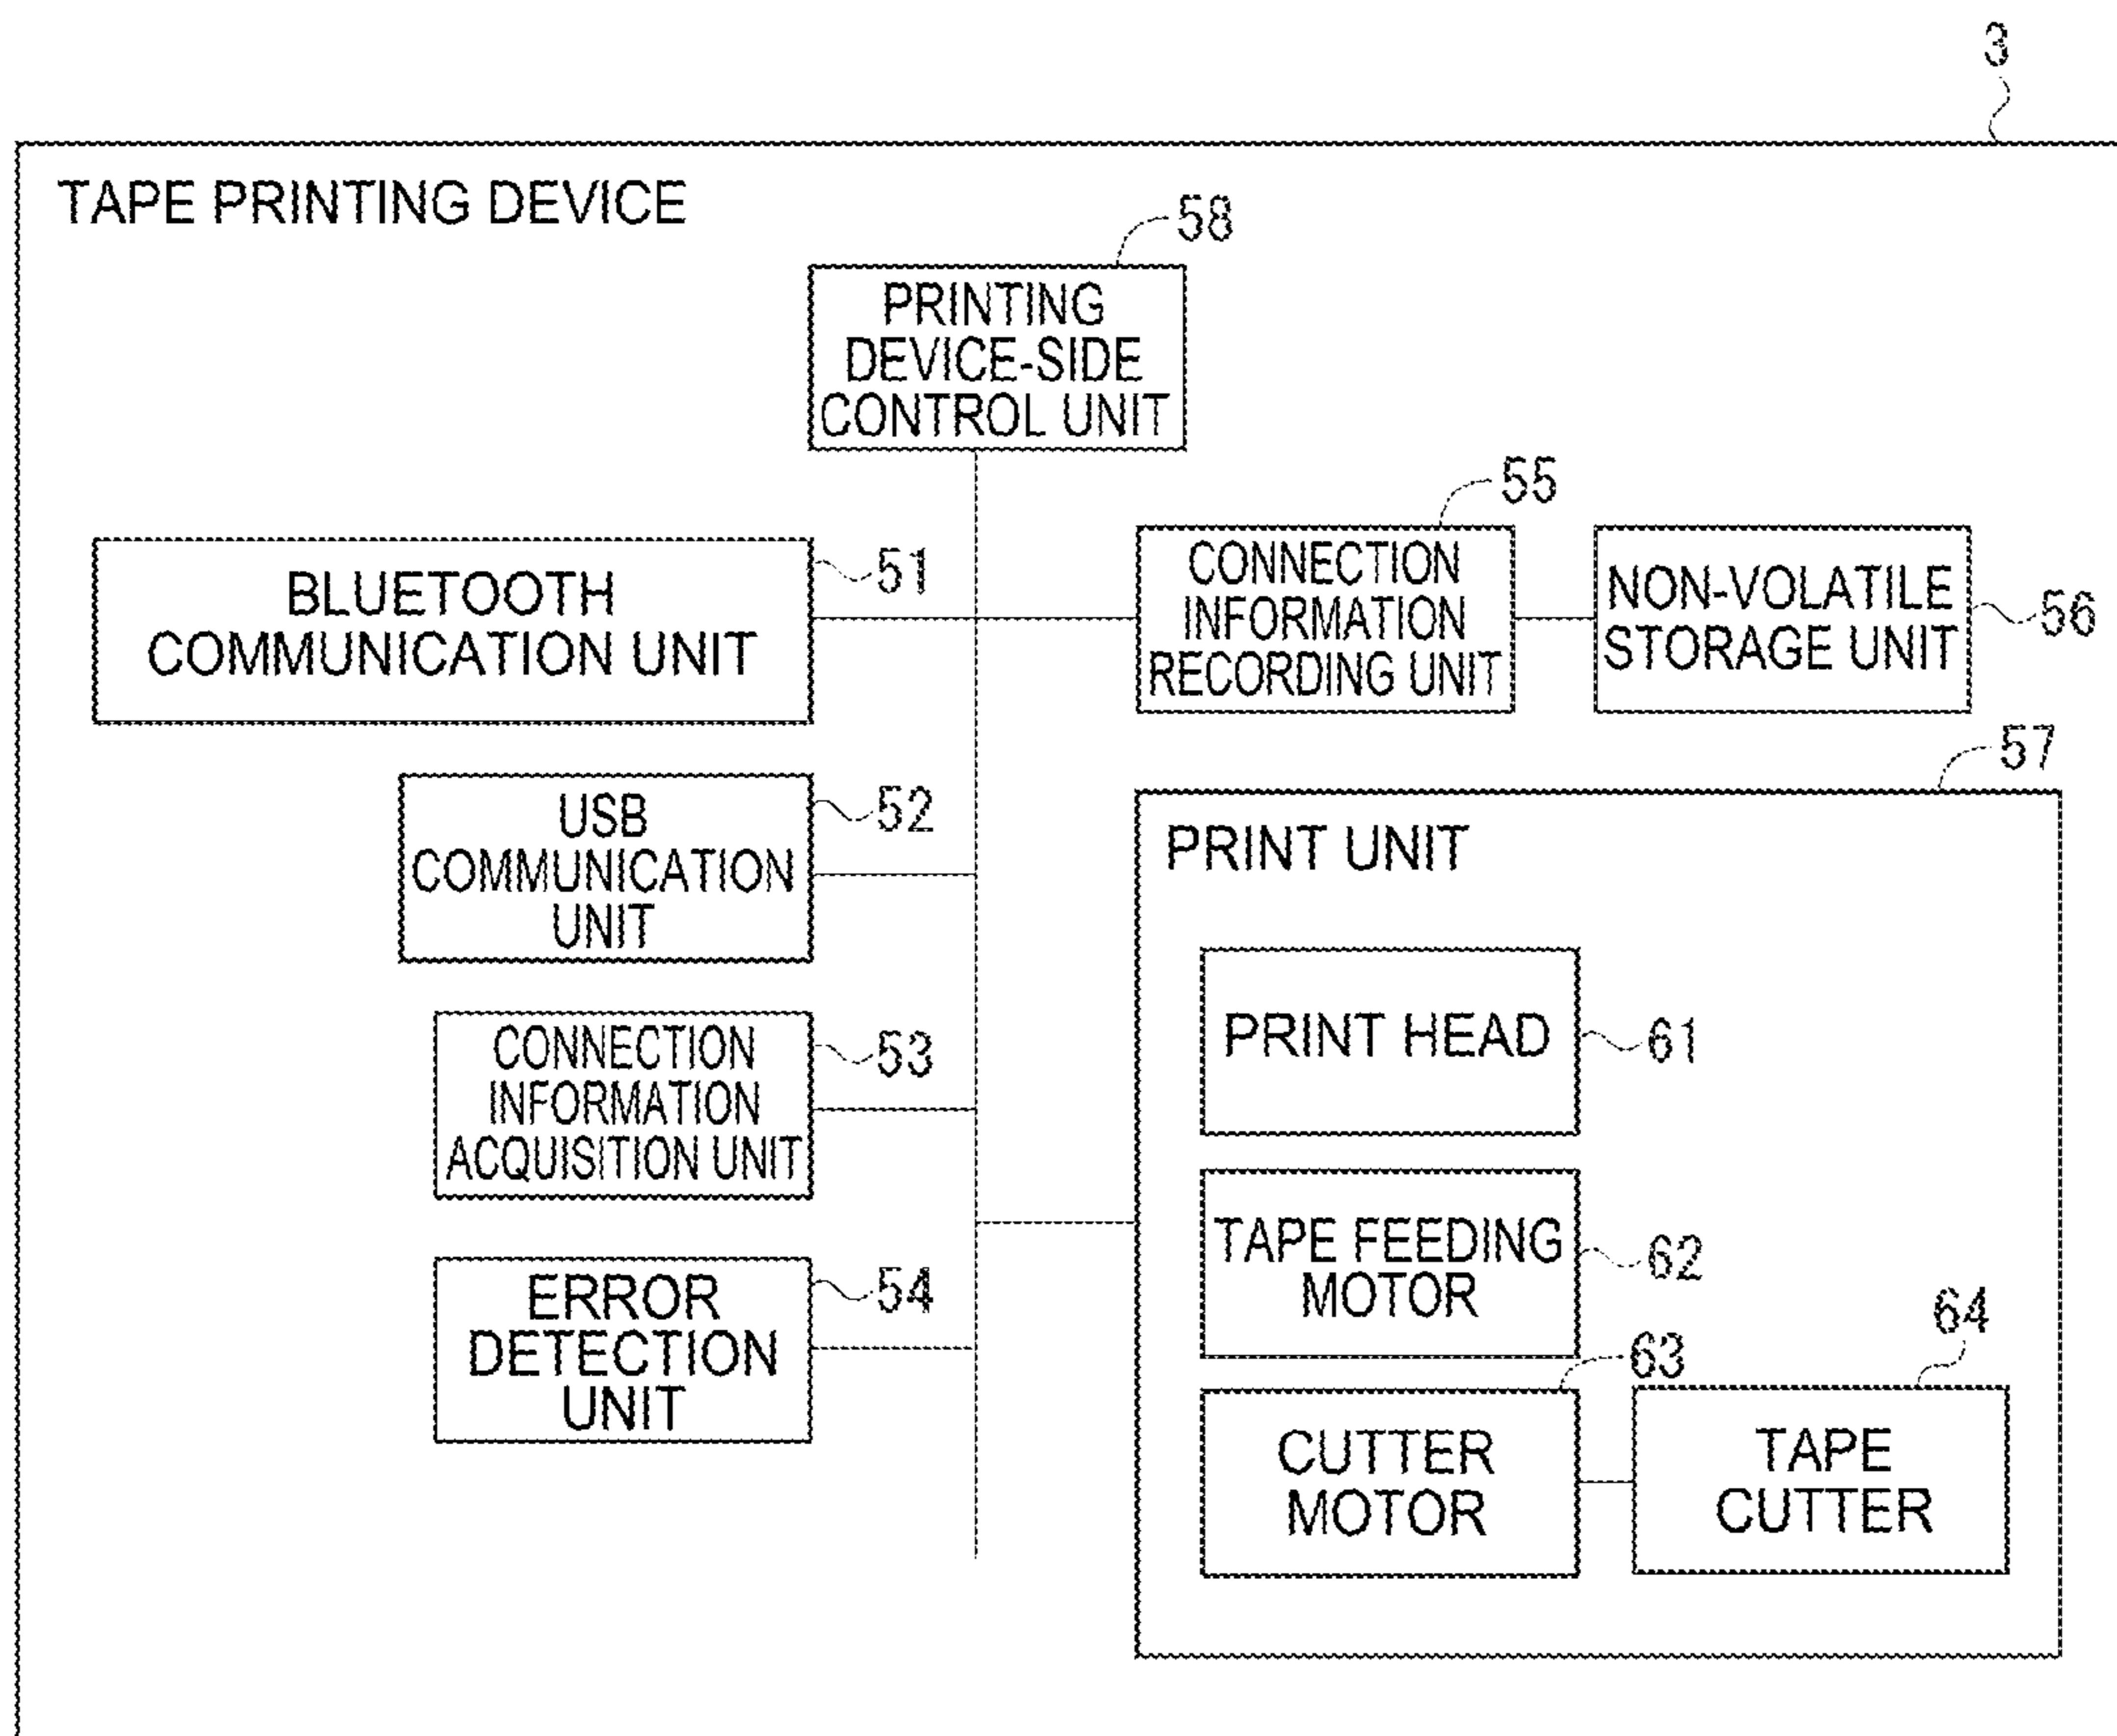 3
TAPE PRINTING DEVICE
58
PRINTING
DEVICE-SIDE
CONTROL UNIT
51
BLUETOOTH
COMMUNICATION UNIT
55
CONNECTION
INFORMATION
RECORDING UNIT
NON-VOLATILE
STORAGE UNIT
56
52
USB
COMMUNICATION
UNIT
57
PRINT UNIT
53
CONNECTION
INFORMATION
ACQUISITION UNIT
PRINT HEAD
61
54
ERROR
DETECTION
UNIT
TAPE FEEDING
MOTOR
62
63
CUTTER
MOTOR
64
TAPE
CUTTER